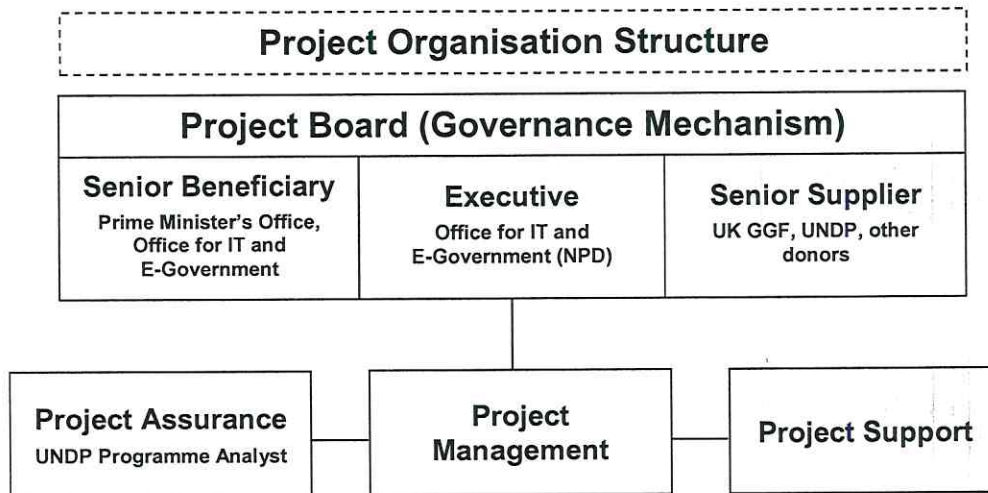 Project Organisation Structure
Project Board (Governance Mechanism)
Senior Beneficiary
Prime Minister's Office,
Office for IT and
E-Government
Executive
Office for IT and
E-Government (NPD)
Senior Supplier
UK GGF, UNDP, other
donors
Project Assurance
UNDP Programme Analyst
Project
Management
Project Support